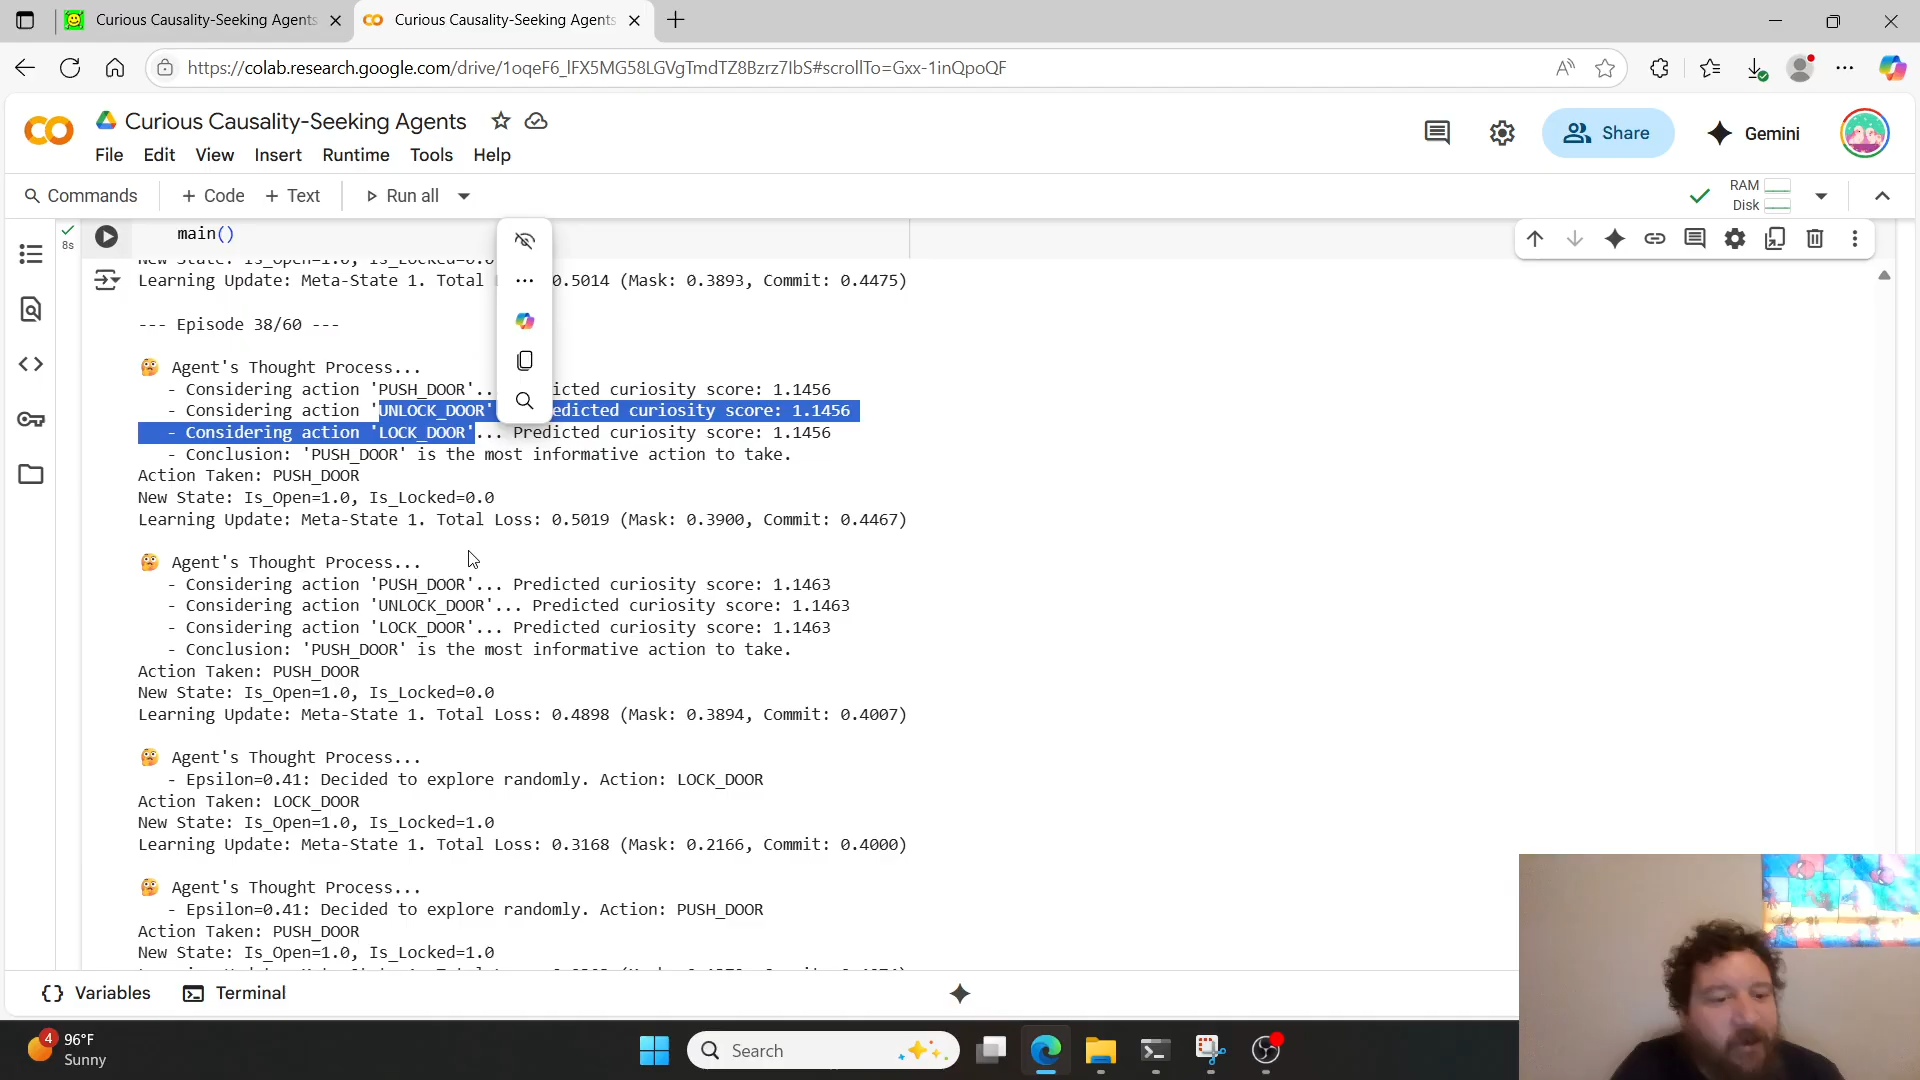 Curious Causality-Seeking Agents
Curious Causality-Seeking Agents
https://colab.research.google.com/drive/1oqeF6_lFX5MG58LGVgTmdTZ8Bzrz7IbS#scrollTo=Gxx-1inQpoQF
Curious Causality-Seeking Agents
Share
Gemini
File Edit View Insert Runtime Tools Help
Commands
+ Code + Text
Run all
RAM
Disk
8s
main()
New State: Is_Open=1.0, Is_Locked=0.0
Learning Update: Meta-State 1. Total 0.5014 (Mask: 0.3893, Commit: 0.4475)
--- Episode 38/60 ---
🤔 Agent's Thought Process...
- Considering action 'PUSH_DOOR'.. icted curiosity score: 1.1456
- Considering action 'UNLOCK_DOOR' edicted curiosity score: 1.1456
- Considering action 'LOCK_DOOR'... Predicted curiosity score: 1.1456
- Conclusion: 'PUSH_DOOR' is the most informative action to take.
Action Taken: PUSH_DOOR
New State: Is_Open=1.0, Is_Locked=0.0
Learning Update: Meta-State 1. Total Loss: 0.5019 (Mask: 0.3900, Commit: 0.4467)
🤔 Agent's Thought Process...
- Considering action 'PUSH_DOOR'... Predicted curiosity score: 1.1463
- Considering action 'UNLOCK_DOOR'... Predicted curiosity score: 1.1463
- Considering action 'LOCK_DOOR'... Predicted curiosity score: 1.1463
- Conclusion: 'PUSH_DOOR' is the most informative action to take.
Action Taken: PUSH_DOOR
New State: Is_Open=1.0, Is_Locked=0.0
Learning Update: Meta-State 1. Total Loss: 0.4898 (Mask: 0.3894, Commit: 0.4007)
🤔 Agent's Thought Process...
- Epsilon=0.41: Decided to explore randomly. Action: LOCK_DOOR
Action Taken: LOCK_DOOR
New State: Is_Open=1.0, Is_Locked=1.0
Learning Update: Meta-State 1. Total Loss: 0.3168 (Mask: 0.2166, Commit: 0.4000)
🤔 Agent's Thought Process...
- Epsilon=0.41: Decided to explore randomly. Action: PUSH_DOOR
Action Taken: PUSH_DOOR
New State: Is_Open=1.0, Is_Locked=1.0
Variables
Terminal
4
96°F
Sunny
Search